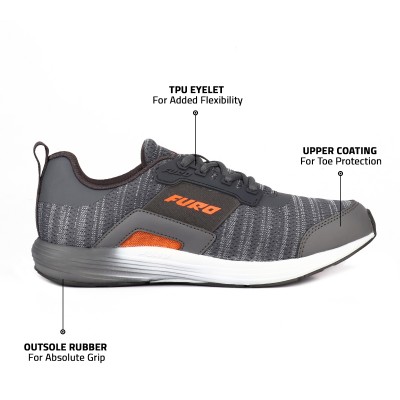 TPU EYELET
For Added Flexibility
UPPER COATING
For Toe Protection
FURO
OUTSOLE RUBBER
For Absolute Grip